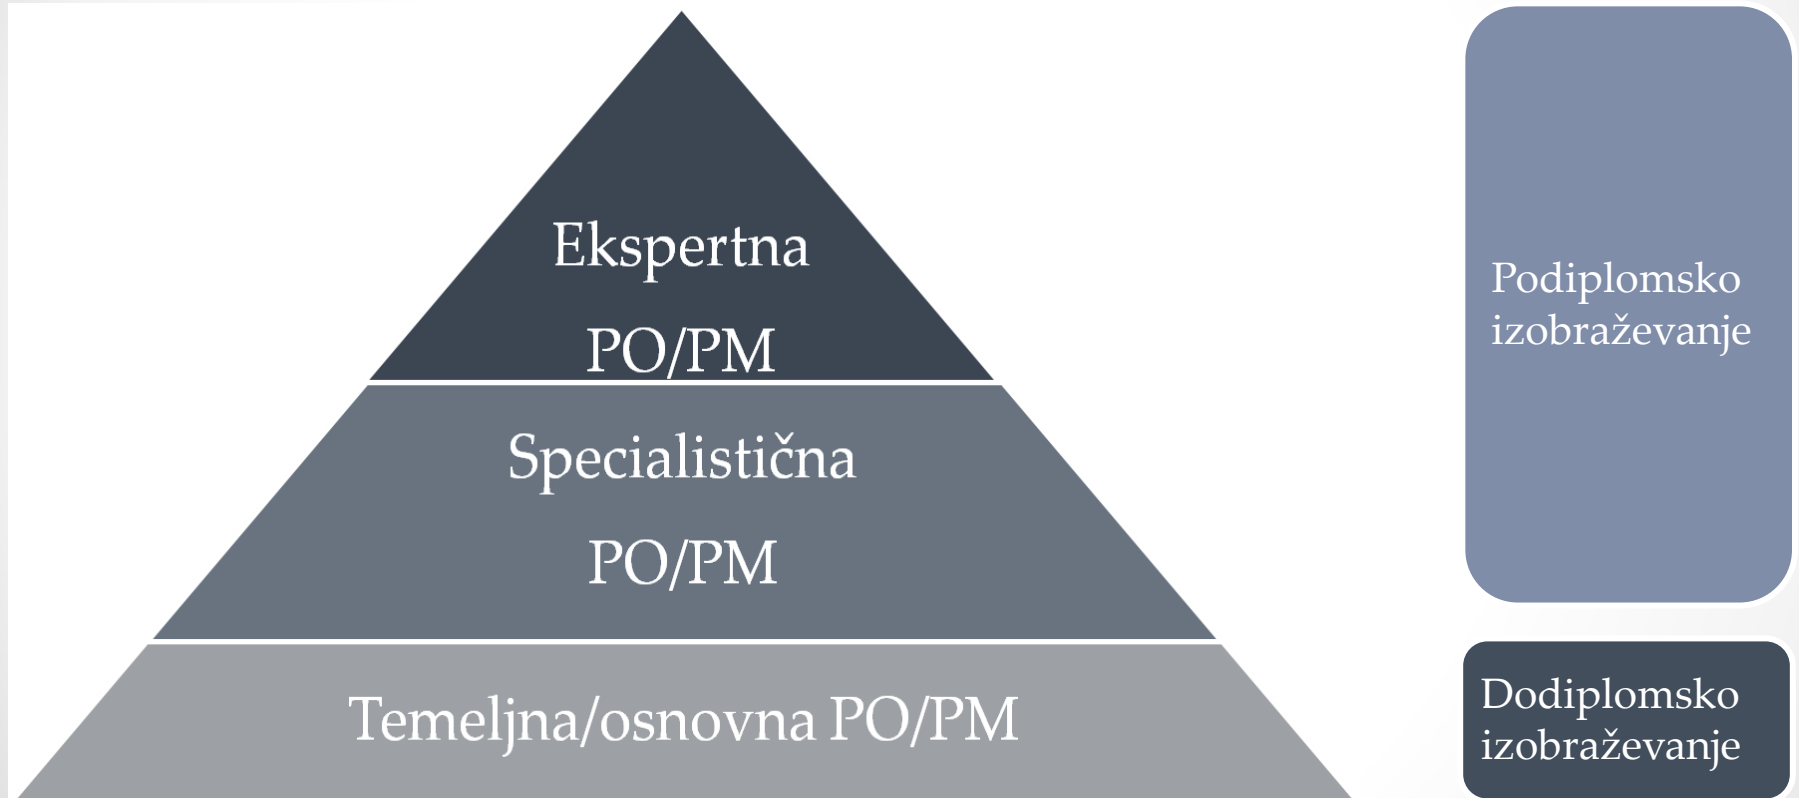 Ekspertna
PO/PM
Specialistična
PO/PM
Temeljna/osnovna PO/PM
Podiplomsko
izobraževanje
Dodiplomsko
izobraževanje